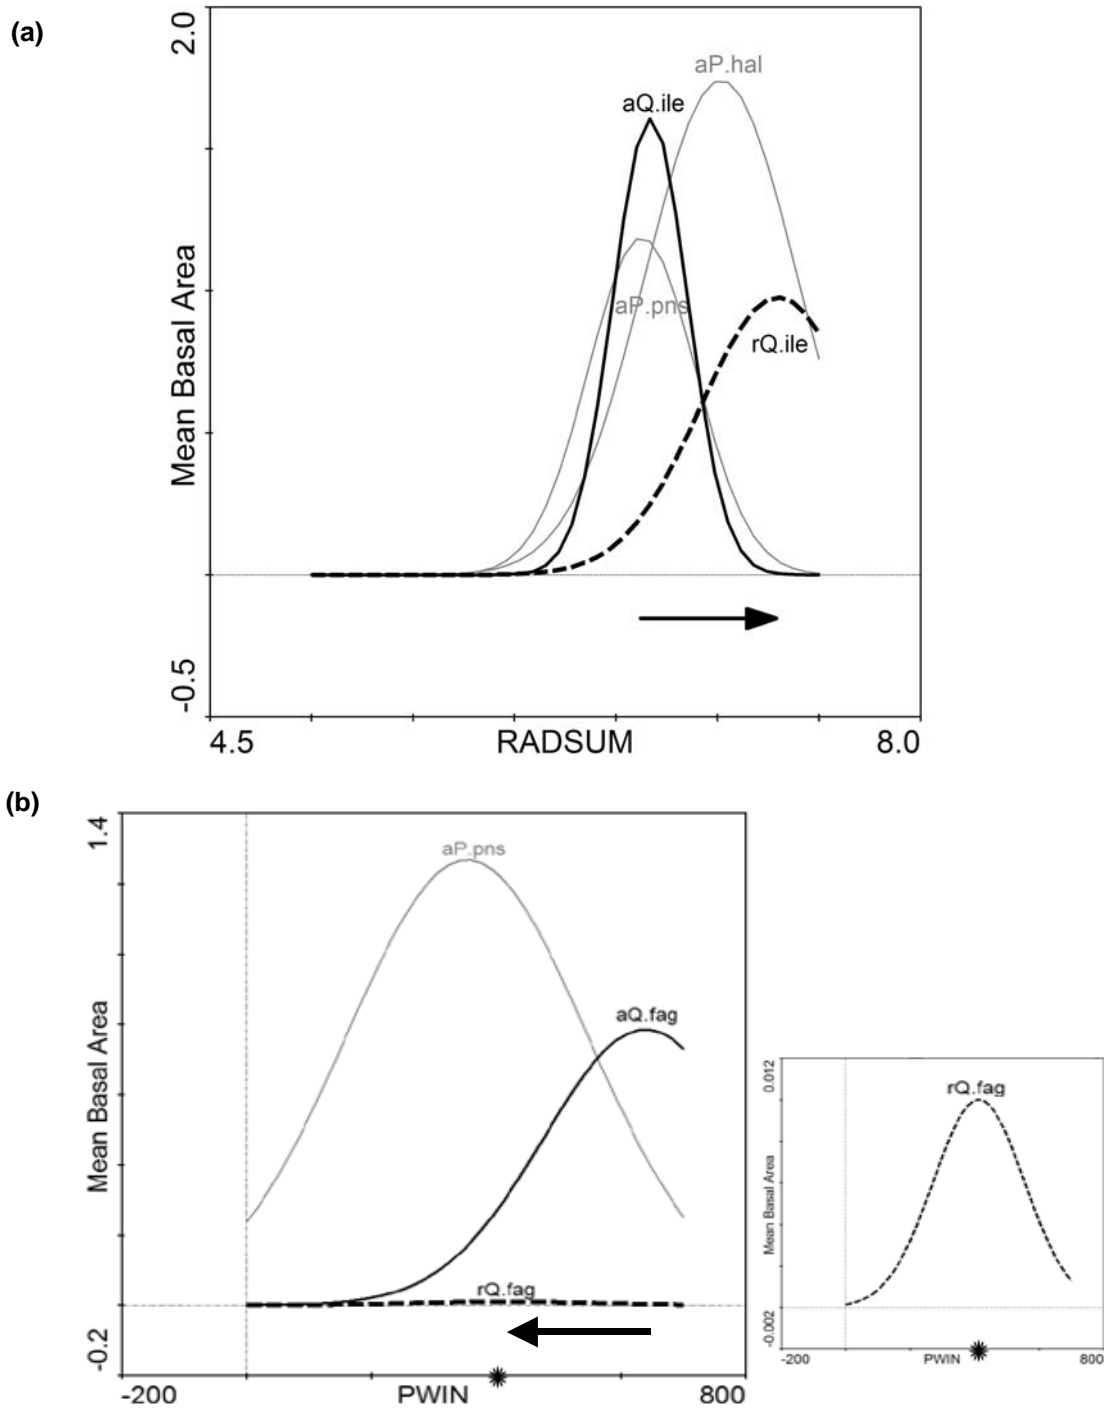 (a)
2.0
aP.hal
aQ.ile
Mean Basal Area
aP.pns
rQ.ile
-0.5
4.5 RADSUM 8.0
(b)
1.4
aP.pns
aQ.fag
Mean Basal Area
rQ.fag
-0.2
-200 PWIN 800
0.012
rQ.fag
Mean Basal Area
-0.002
-200 PWIN 800